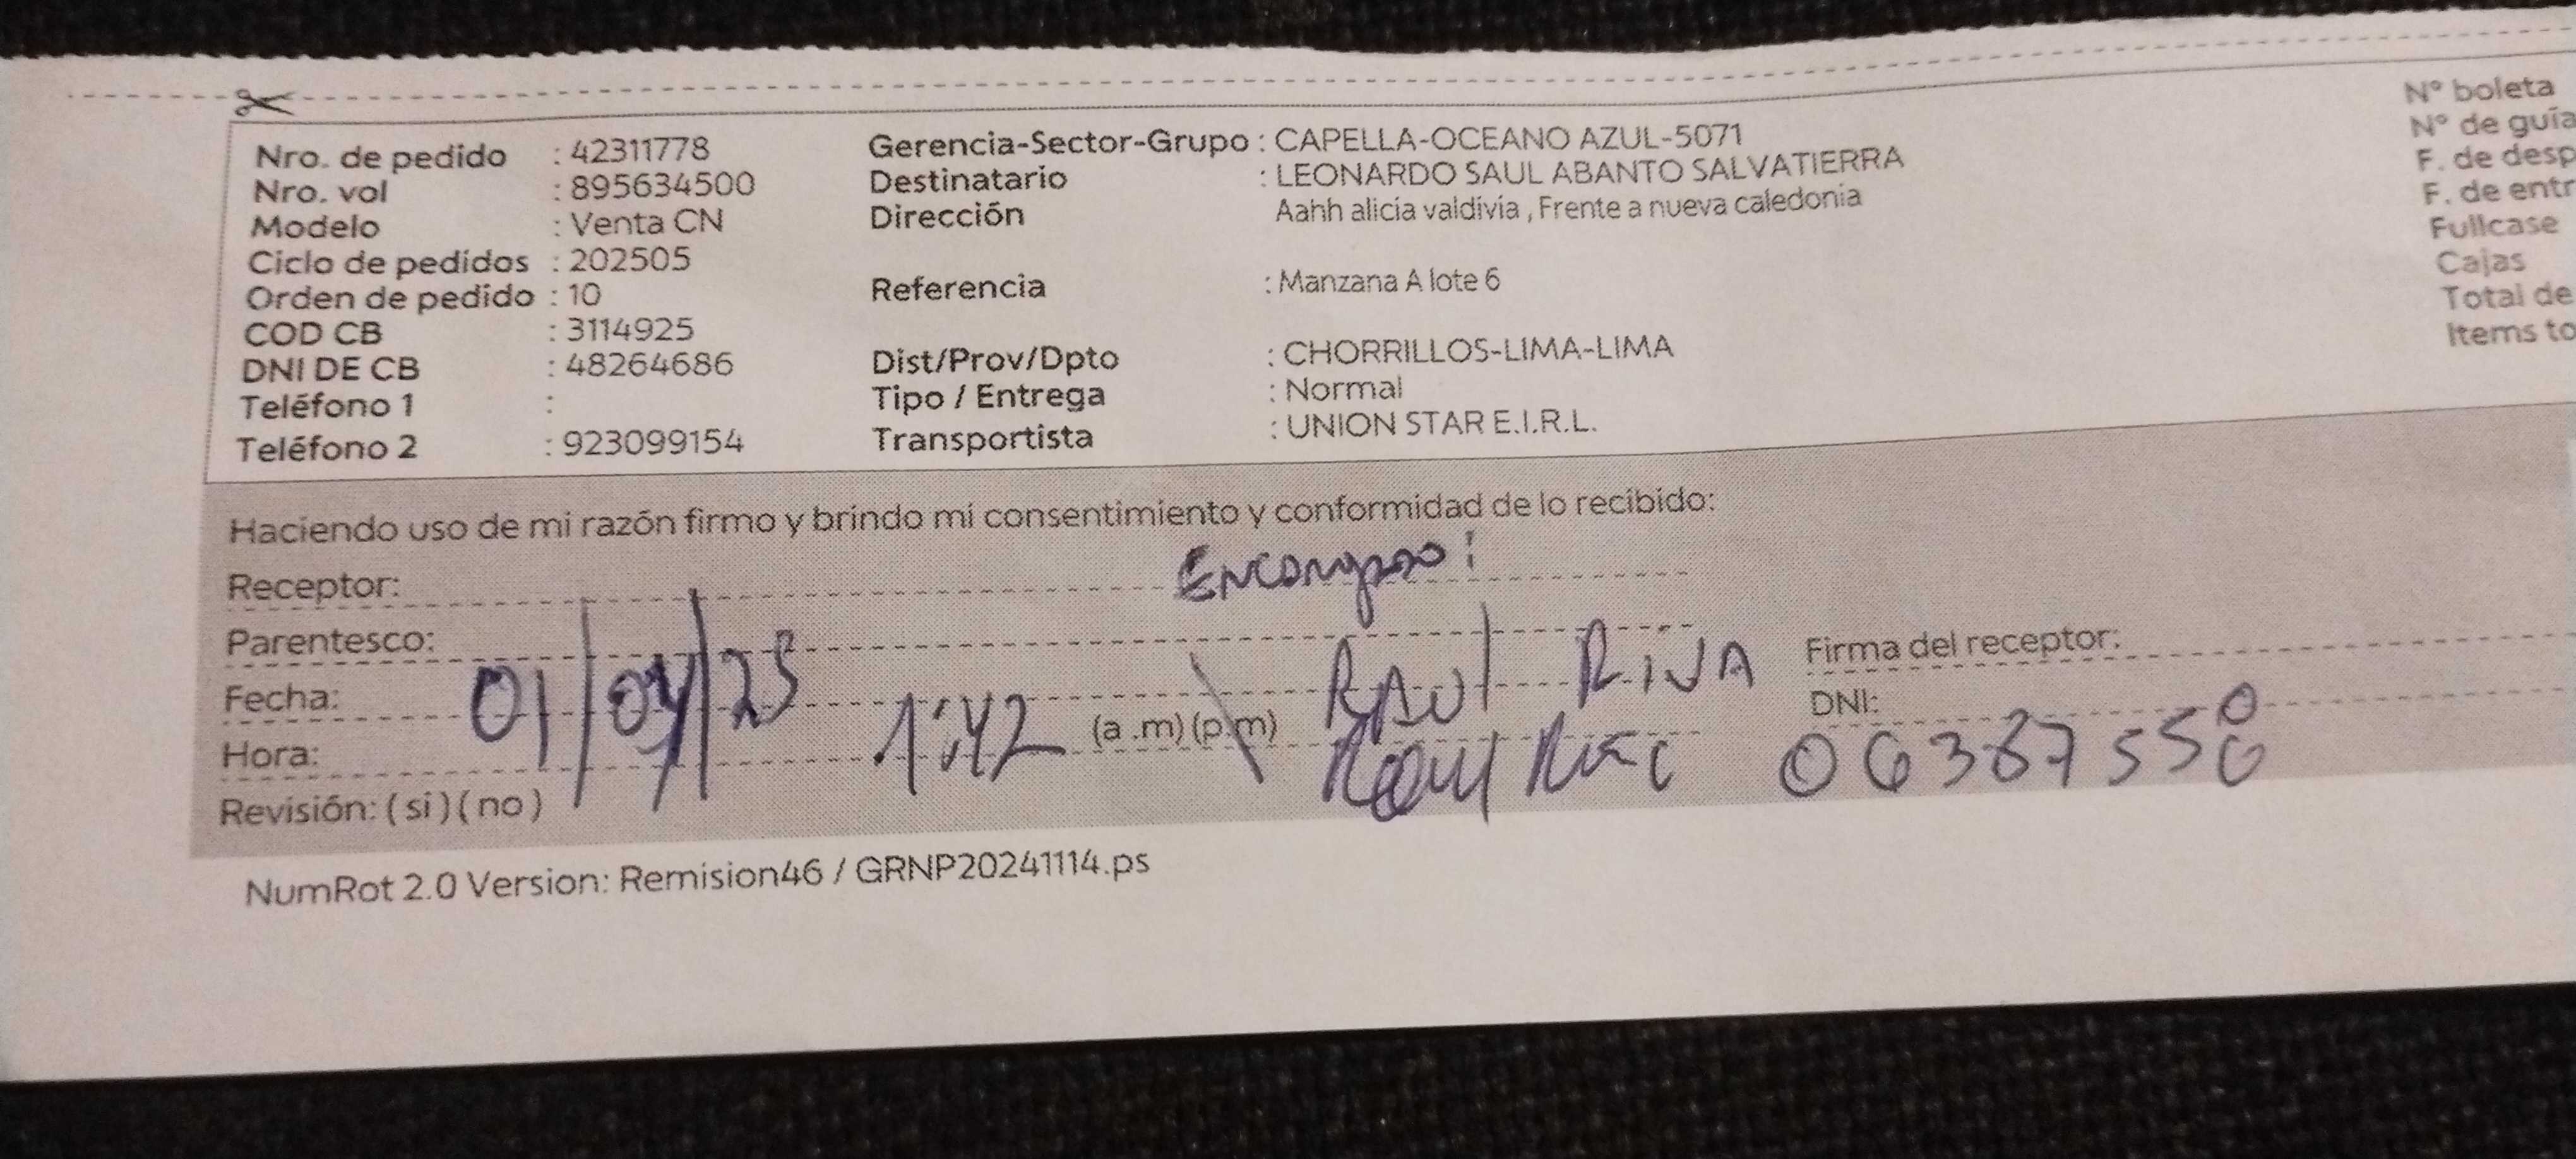 Nro. de pedido : 42311778
Nro. vol : 895634500
Modelo : Venta CN
Ciclo de pedidos : 202505
Orden de pedido : 10
COD CB : 3114925
DNI DE CB : 48264686
Teléfono 1 :
Teléfono 2 : 923099154
Gerencia-Sector-Grupo : CAPELLA-OCEANO AZUL-5071
Destinatario : LEONARDO SAUL ABANTO SALVATIERRA
Dirección Aahh alicia valdivia , Frente a nueva caledonia
Referencia : Manzana A lote 6
Dist/Prov/Dpto : CHORRILLOS-LIMA-LIMA
Tipo / Entrega : Normal
Transportista : UNION STAR E.I.R.L.
N° boleta
N° de guía
F. de desp
F. de entr
Fullcase
Cajas
Total de
Items to
Haciendo uso de mi razón firmo y brindo mi consentimiento y conformidad de lo recibido:
Receptor:
Parentesco:
Fecha: 01/04/25
Hora: 1:42 (a .m) (p.m)
Revisión: ( si ) ( no )
RAUl RIVA
Firma del receptor:
DNI:
NumRot 2.0 Version: Remision46 / GRNP20241114.ps